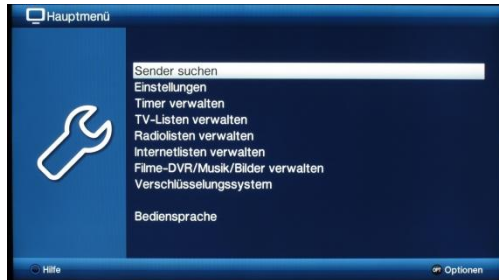 Hauptmenü
Sender suchen
Einstellungen
Timer verwalten
TV-Listen verwalten
Radiolisten verwalten
Internetlisten verwalten
Filme-DVR/Musik/Bilder verwalten
Verschlüsselungssystem
Bediensprache
Hilfe
OPT Optionen